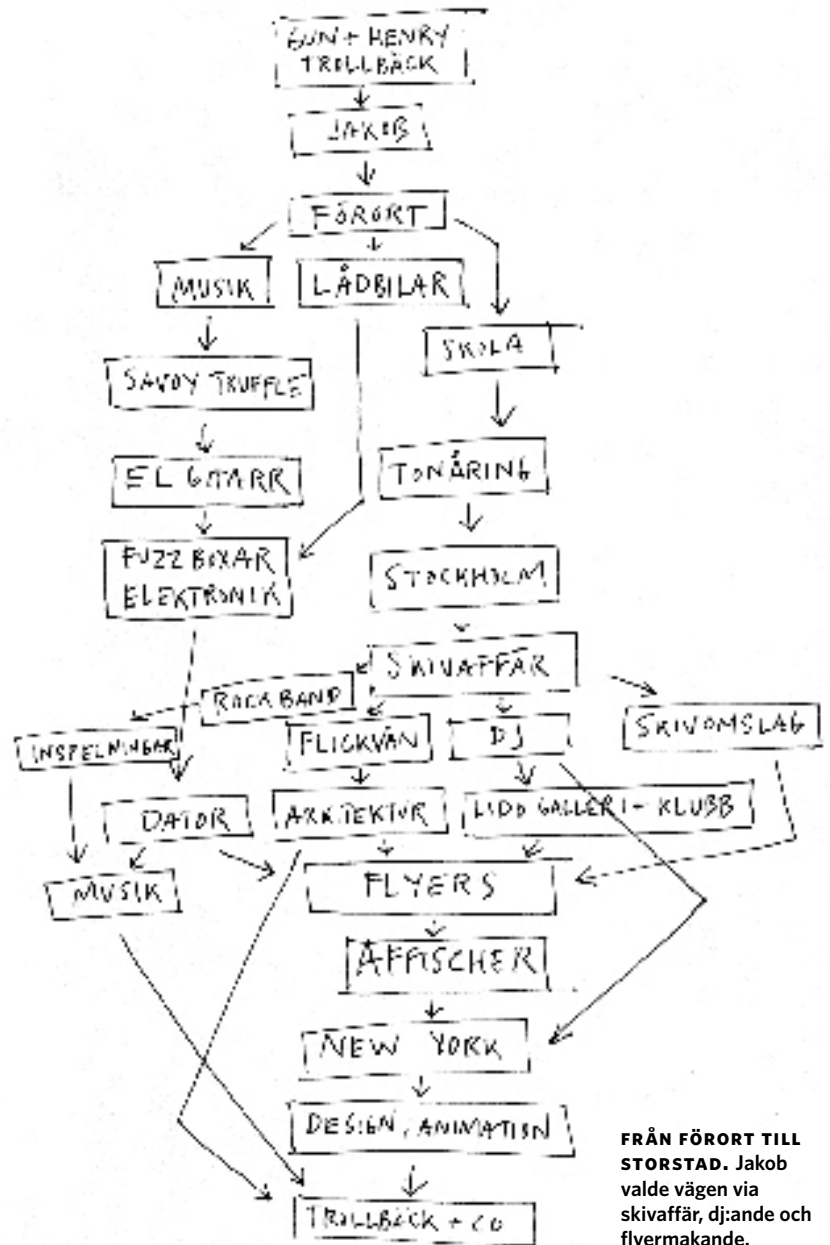 GUN + HENRY
TROLLBÄCK
JAKOB
FÖRORT
MUSIK
LÅDBILAR
SKOLA
SAVOY TRUFFLE
EL GITARR
TONÅRING
FUZZ BOXAR
ELEKTRONIK
STOCKHOLM
SKIVAFFÄR
ROCK BAND
INSPELNINGAR
FLICKVÄN
DJ
SKIVOMSLAG
DATOR
ARKITEKTUR
LIDO GALLERI + KLUBB
MUSIK
FLYERS
AFFISCHER
NEW YORK
DESIGN, ANIMATION
TROLLBÄCK + CO
FRÅN FÖRORT TILL
STORSTAD. Jakob
valde vägen via
skivaffär, dj:ande och
flyermakande.